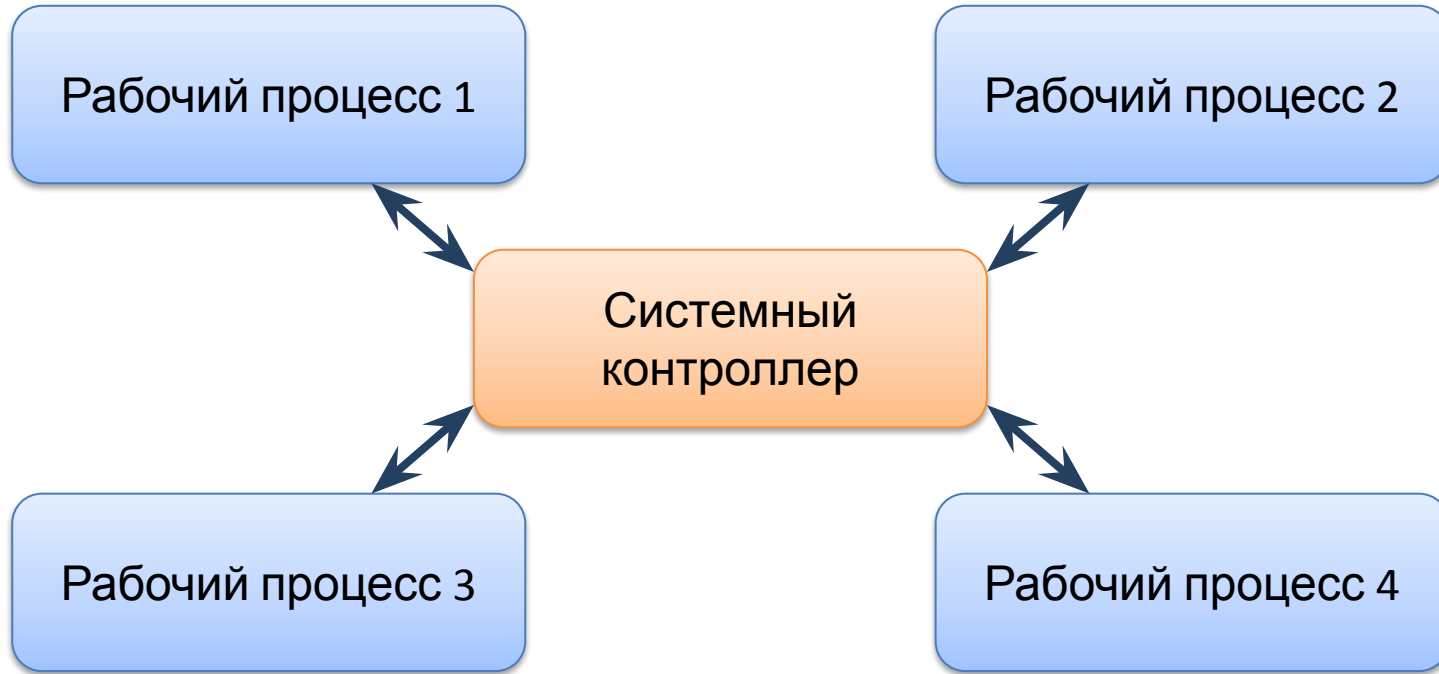 Рабочий процесс 1
Рабочий процесс 2
Системный
контроллер
Рабочий процесс 3
Рабочий процесс 4